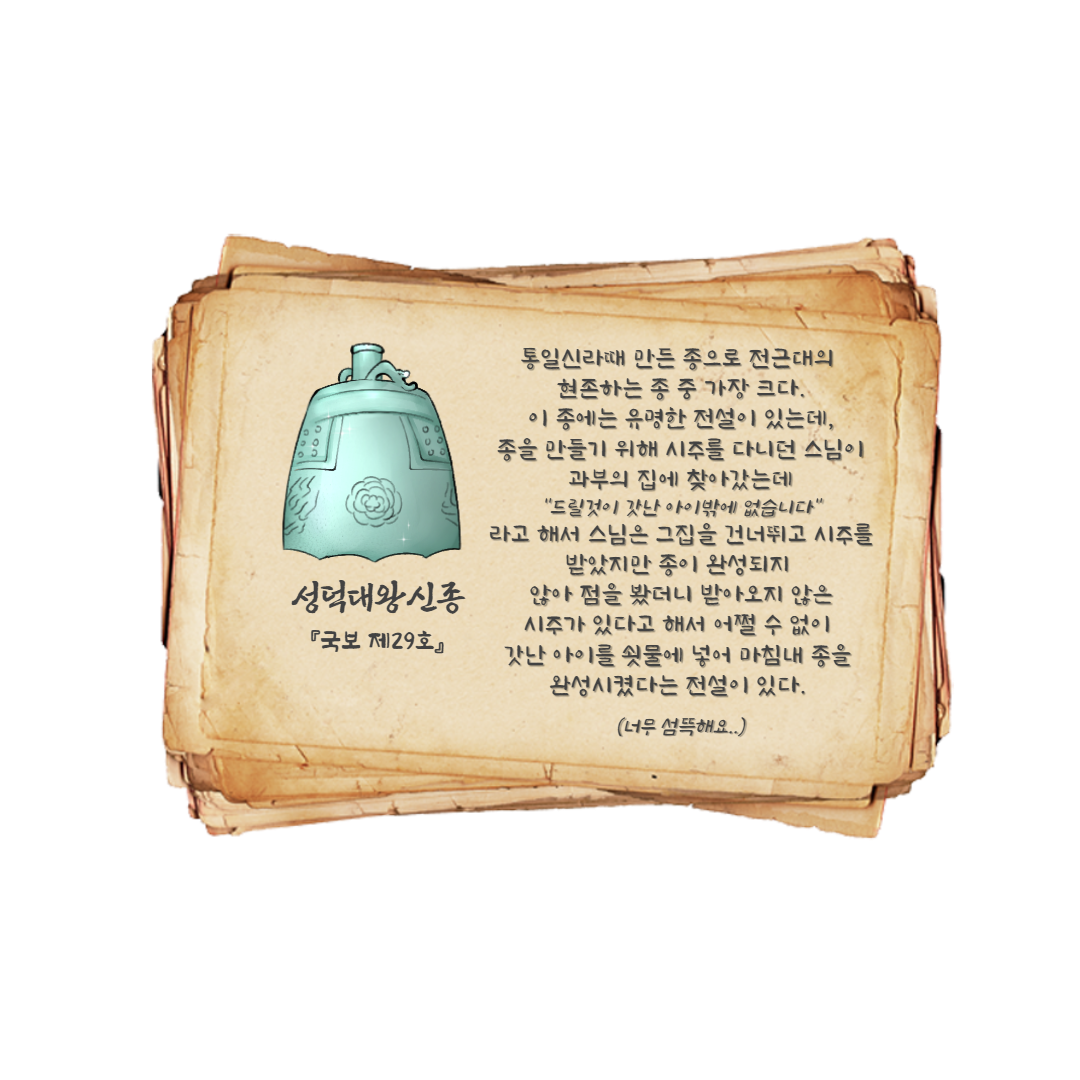 성덕대왕신종
『국보 제29호』
통일신라때 만든 종으로 전근대의
현존하는 종 중 가장 크다.
이 종에는 유명한 전설이 있는데,
종을 만들기 위해 시주를 다니던 스님이
과부의 집에 찾아갔는데
"드릴것이 갓난 아이밖에 없습니다"
라고 해서 스님은 그집을 건너뛰고 시주를
받았지만 종이 완성되지
않아 점을 봤더니 받아오지 않은
시주가 있다고 해서 어쩔 수 없이
갓난 아이를 쇳물에 넣어 마침내 종을
완성시켰다는 전설이 있다.
(너무 섬뜩해요..)